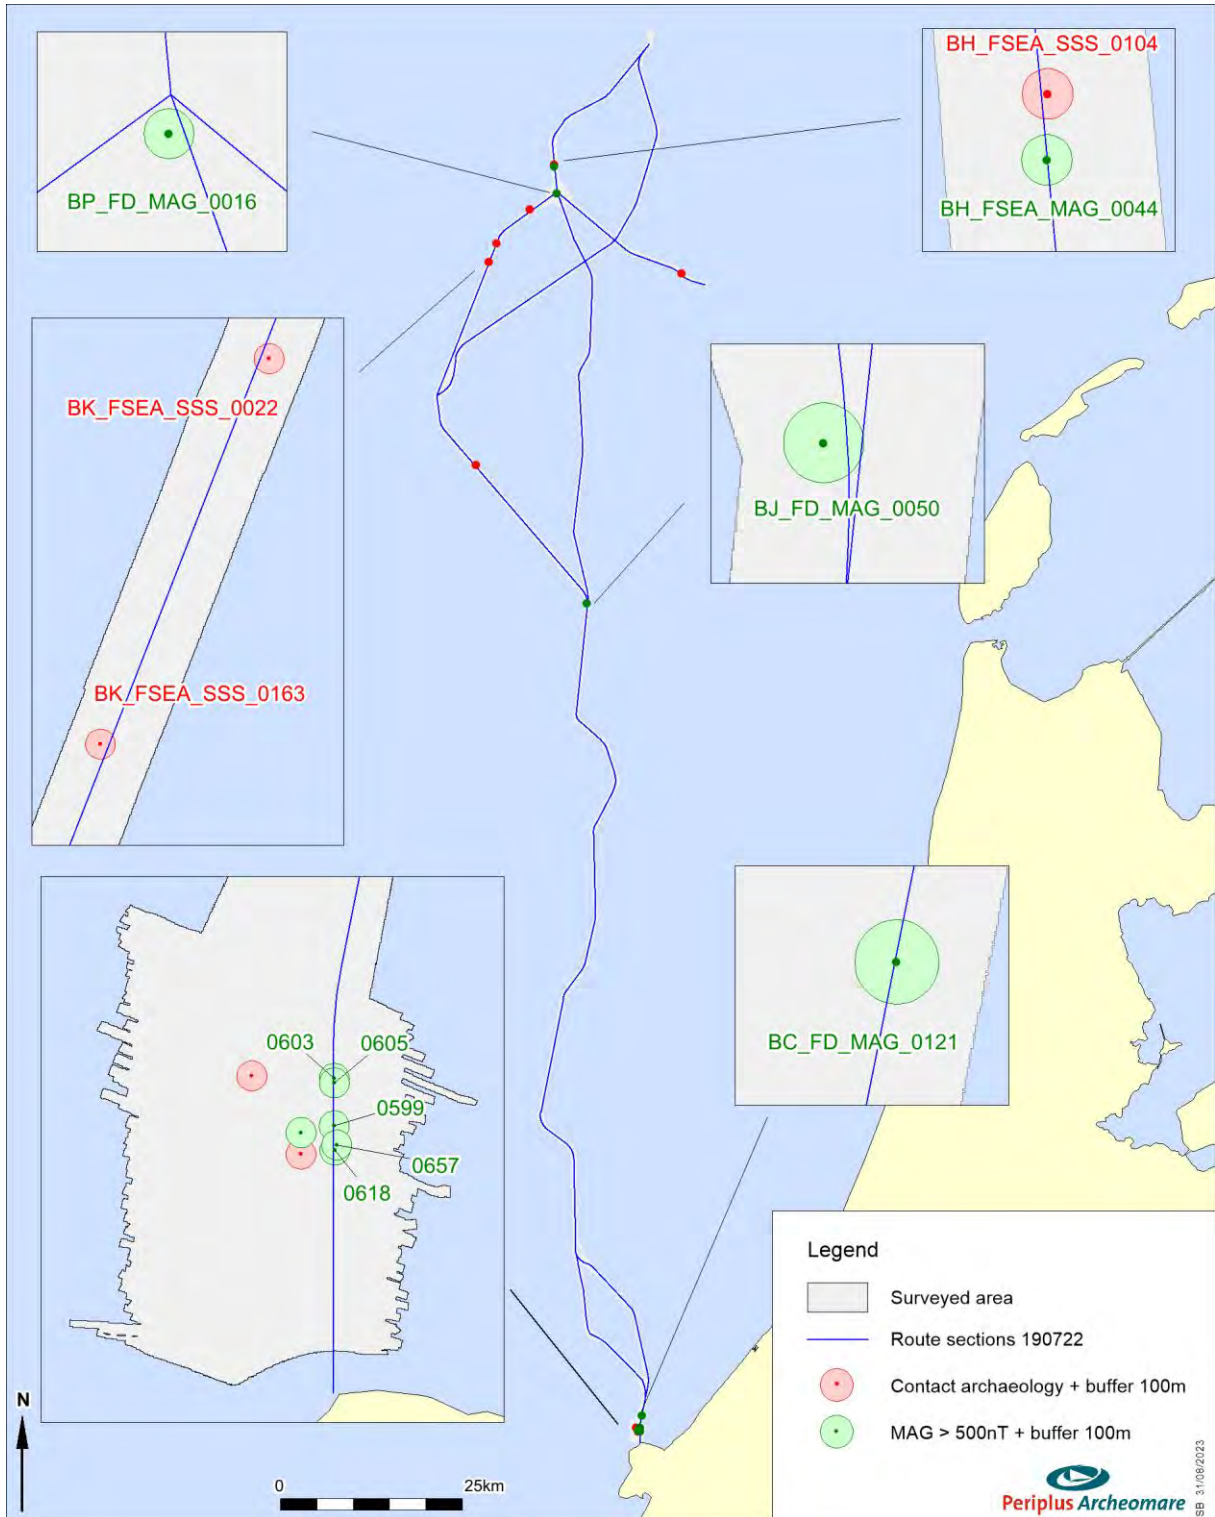 BH_FSEA_SSS_0104
BP_FD_MAG_0016
BH_FSEA_MAG_0044
BK_FSEA_SSS_0022
BJ_FD_MAG_0050
BK_FSEA_SSS_0163
0603
0605
0599
0657
0618
BC_FD_MAG_0121
Legend
Surveyed area
Route sections 190722
Contact archaeology + buffer 100m
MAG > 500nT + buffer 100m
N
0
25km
Periplus Archeomare
SB 31/08/2023